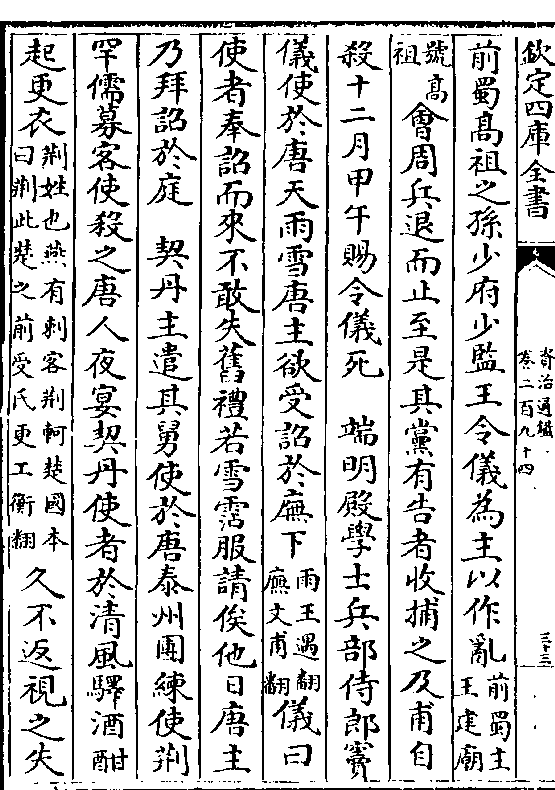 欽定四庫全書
資治通鑑
卷二百九十四
三十三
前蜀髙祖之孫少府少監王令儀為主以作亂前蜀主王建廟
號髙祖會周兵退而止至是其黨有告者收捕之及甫自
殺十二月甲午賜令儀死　端明殿學士兵部侍郎竇
儀使於唐天雨雪唐主欲受詔於廡下雨王遇翻廡文甫翻儀曰
使者奉詔而來不敢失舊禮若雪霑服請俟他日唐主
乃拜詔於庭　契丹主遣其舅使於唐泰州團練使荆
罕儒募客使殺之唐人夜宴契丹使者於清風驛酒酣
起更衣荆姓也燕有刺客荆軻楚國本曰荆此楚之前受氏更工衡翻久不返視之失